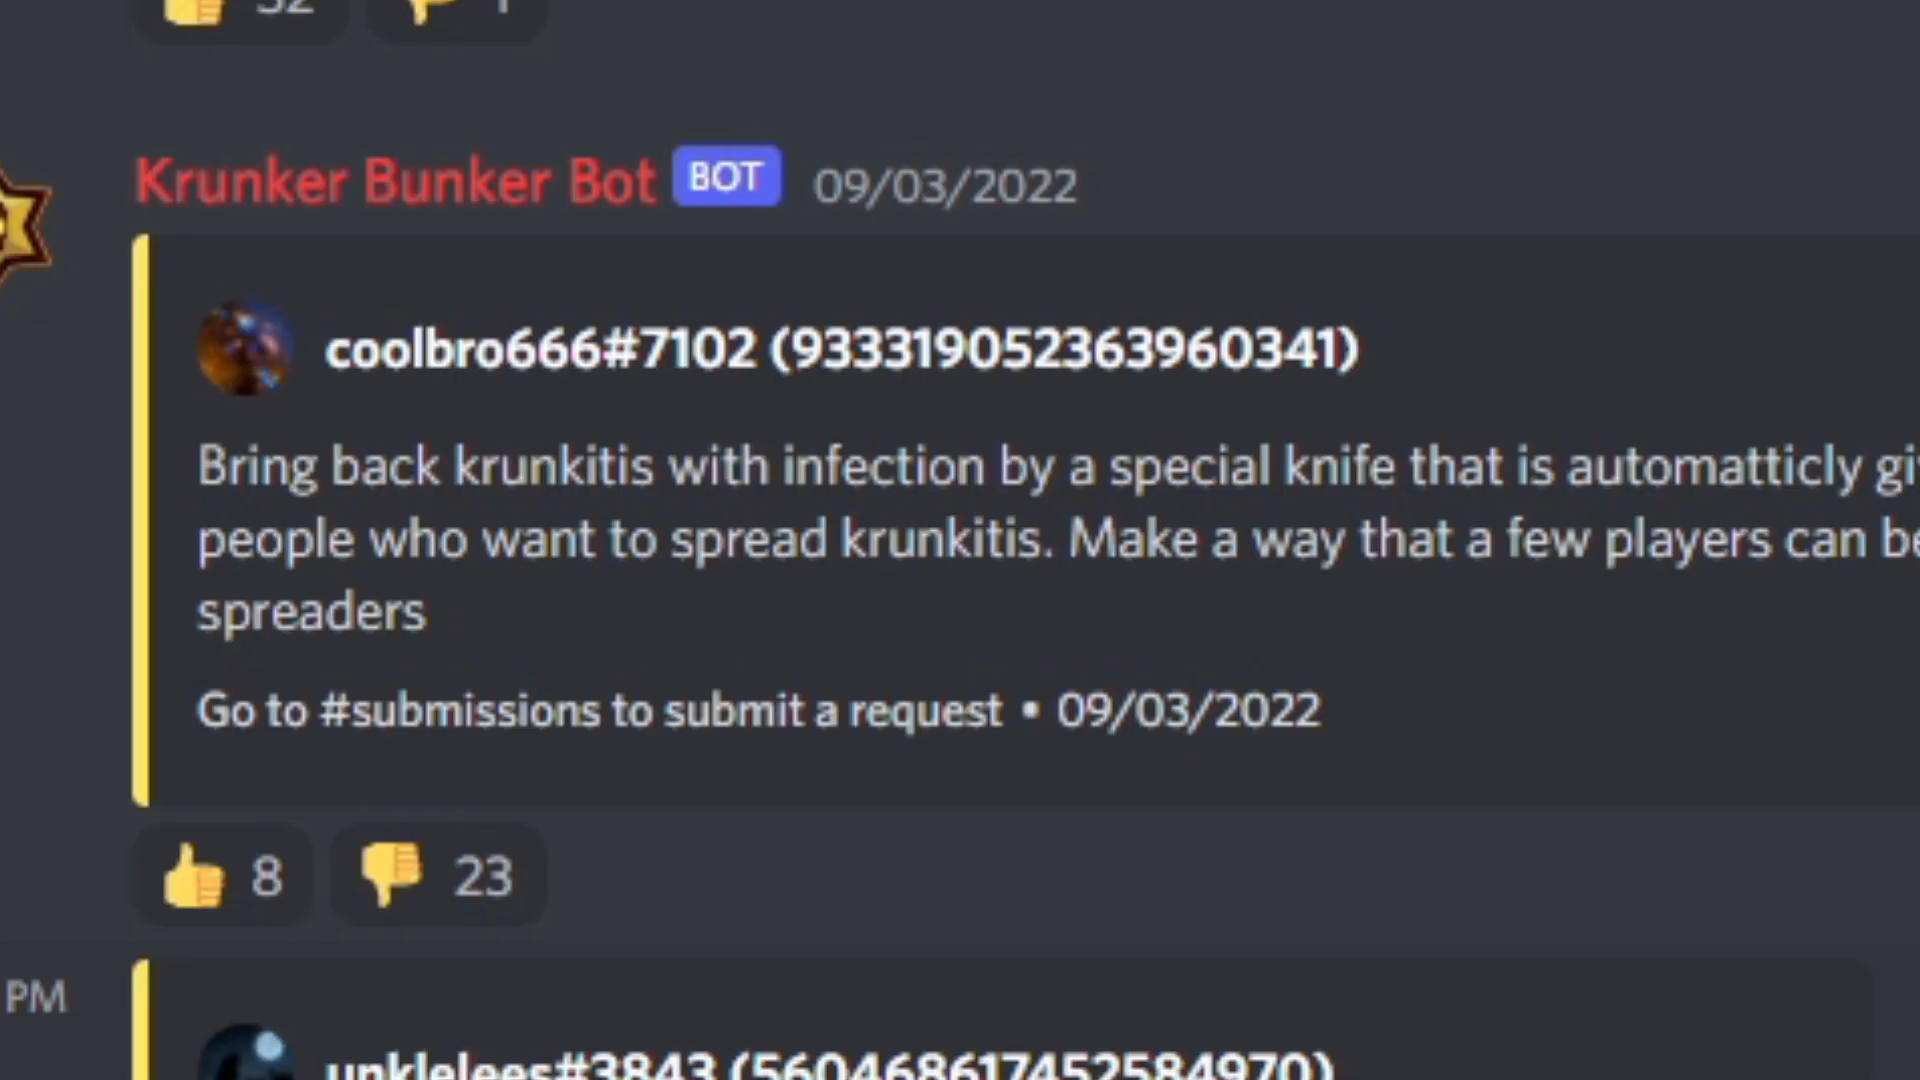 Krunker Bunker Bot BOT 09/03/2022
coolbro666#7102 (933319052363960341)
Bring back krunkitis with infection by a special knife that is automatticly
people who want to spread krunkitis. Make a way that a few players can
spreaders
Go to #submissions to submit a request • 09/03/2022
8 23
PM
unklelees#3843 (560468617452584970)